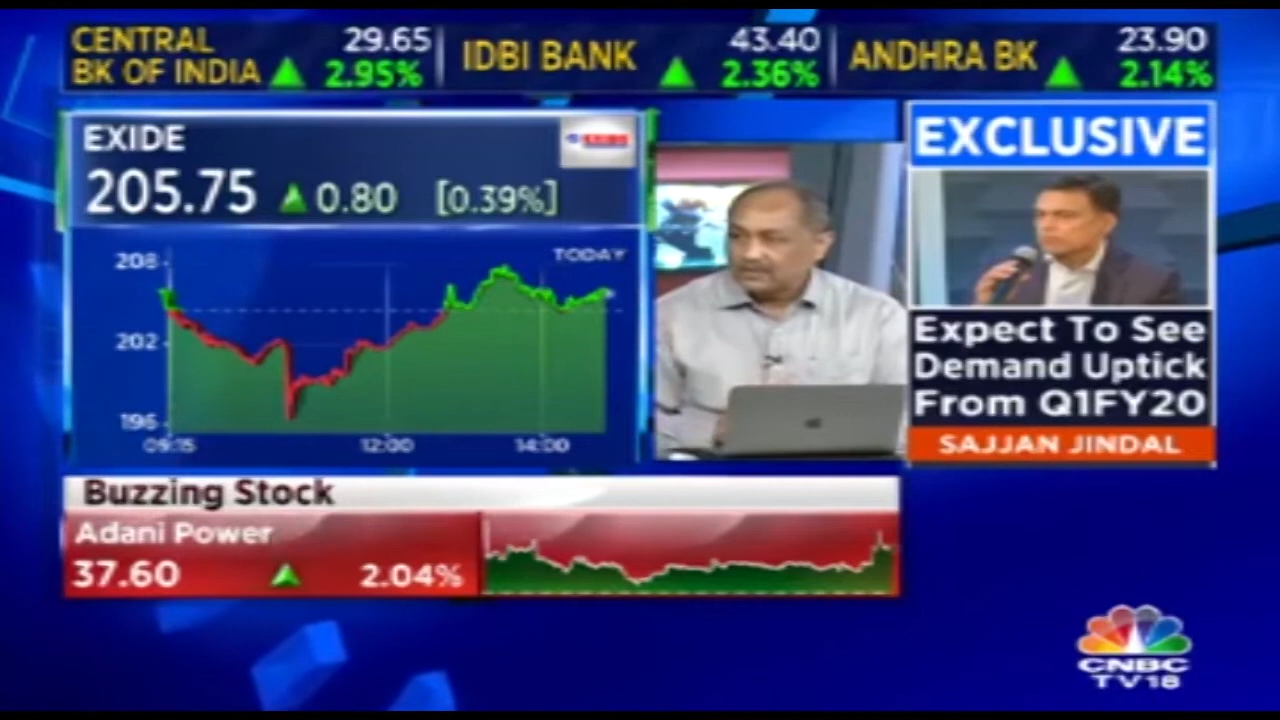 CENTRAL
BK OF INDIA
29.65
2.95%
IDBI BANK
43.40
2.36%
ANDHRA BK
23.90
2.14%
EXIDE
205.75 0.80 [0.39%]
TODAY
208
202
196
09:15 12:00 14:00
EXCLUSIVE
Expect To See
Demand Uptick
From Q1FY20
SAJJAN JINDAL
Buzzing Stock
Adani Power
37.60 2.04%
CNBC
TV18